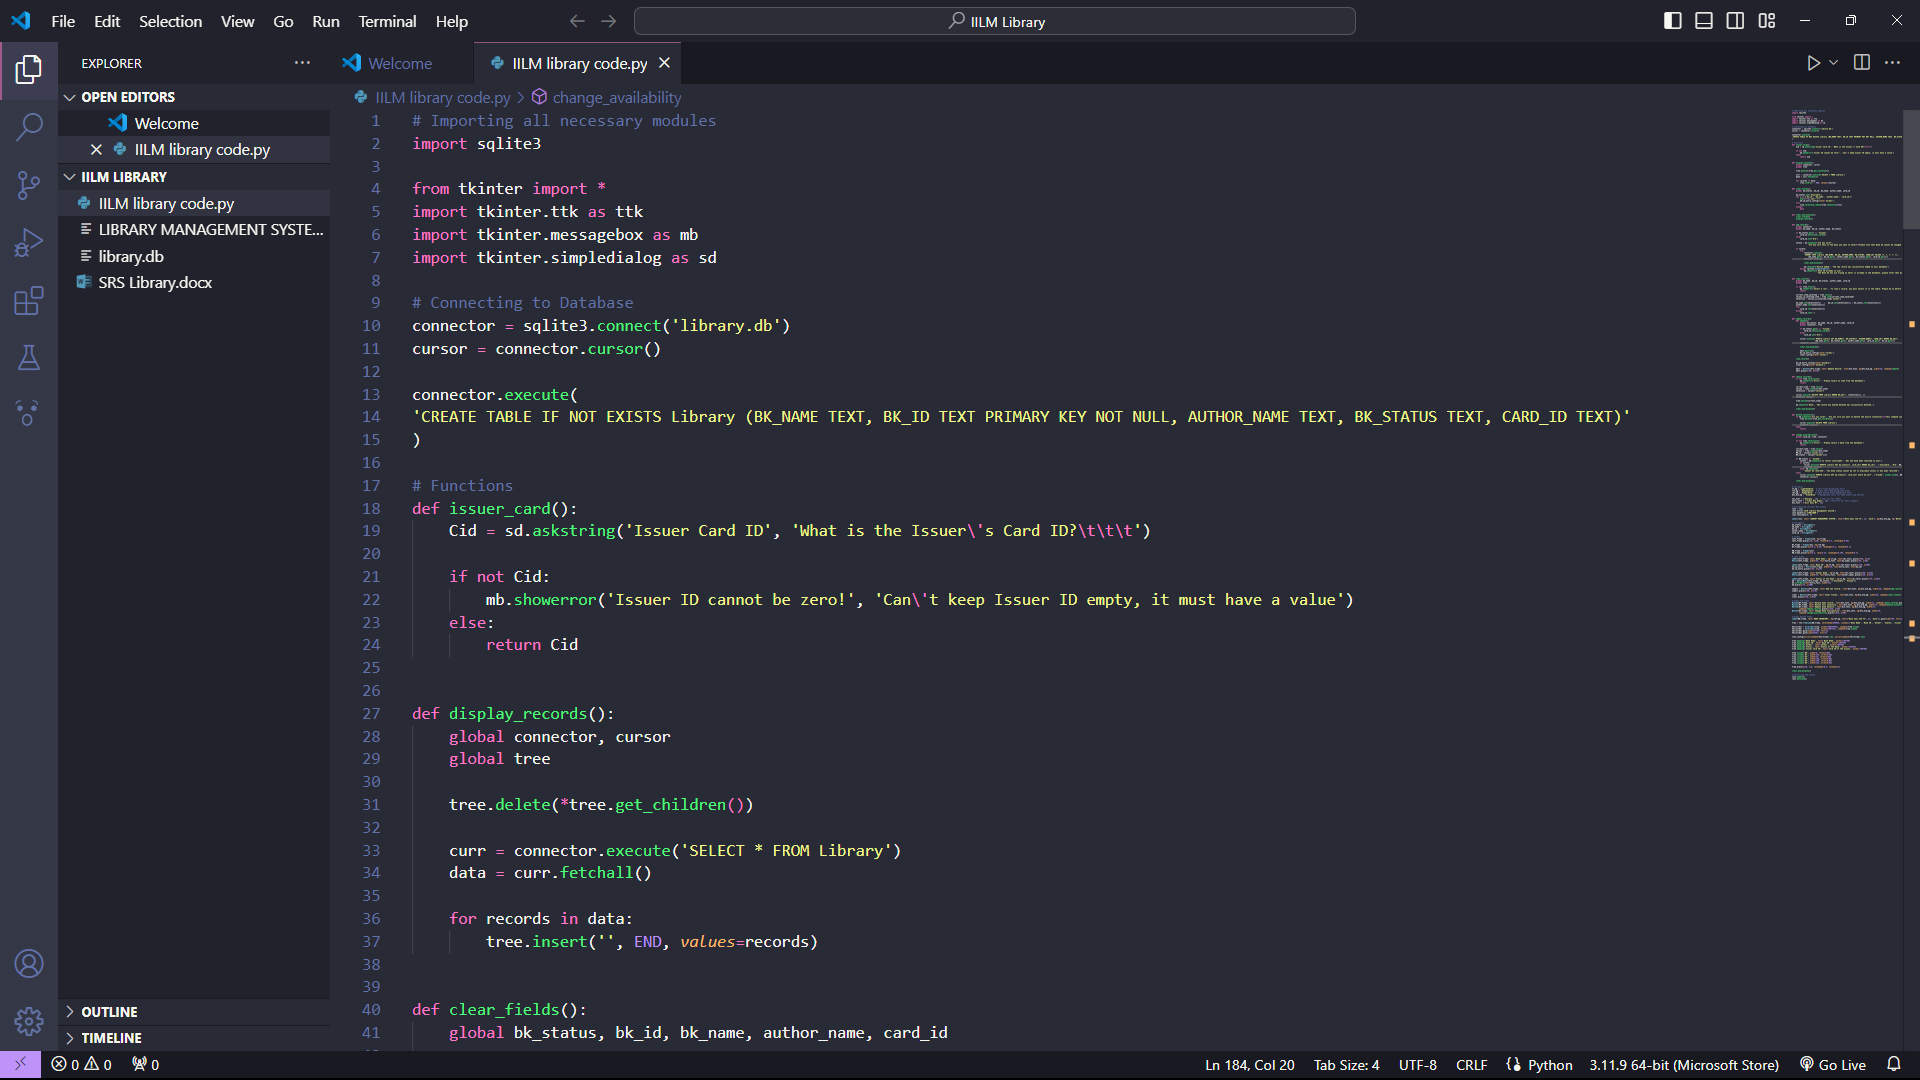 File Edit Selection View Go Run Terminal Help
IILM Library
EXPLORER
OPEN EDITORS
Welcome
IILM library code.py
IILM LIBRARY
IILM library code.py
LIBRARY MANAGEMENT SYSTE...
library.db
SRS Library.docx
OUTLINE
TIMELINE
Welcome
IILM library code.py
IILM library code.py > change_availability
1 # Importing all necessary modules
2 import sqlite3
3
4 from tkinter import *
5 import tkinter.ttk as ttk
6 import tkinter.messagebox as mb
7 import tkinter.simpledialog as sd
8
9 # Connecting to Database
10 connector = sqlite3.connect('library.db')
11 cursor = connector.cursor()
12
13 connector.execute(
14 'CREATE TABLE IF NOT EXISTS Library (BK_NAME TEXT, BK_ID TEXT PRIMARY KEY NOT NULL, AUTHOR_NAME TEXT, BK_STATUS TEXT, CARD_ID TEXT)'
15 )
16
17 # Functions
18 def issuer_card():
19     Cid = sd.askstring('Issuer Card ID', 'What is the Issuer\'s Card ID?\t\t\t')
20
21     if not Cid:
22         mb.showerror('Issuer ID cannot be zero!', 'Can\'t keep Issuer ID empty, it must have a value')
23     else:
24         return Cid
25
26
27 def display_records():
28     global connector, cursor
29     global tree
30
31     tree.delete(*tree.get_children())
32
33     curr = connector.execute('SELECT * FROM Library')
34     data = curr.fetchall()
35
36     for records in data:
37         tree.insert('', END, values=records)
38
39
40 def clear_fields():
41     global bk_status, bk_id, bk_name, author_name, card_id
0 0 0
Ln 184, Col 20 Tab Size: 4 UTF-8 CRLF Python 3.11.9 64-bit (Microsoft Store) Go Live